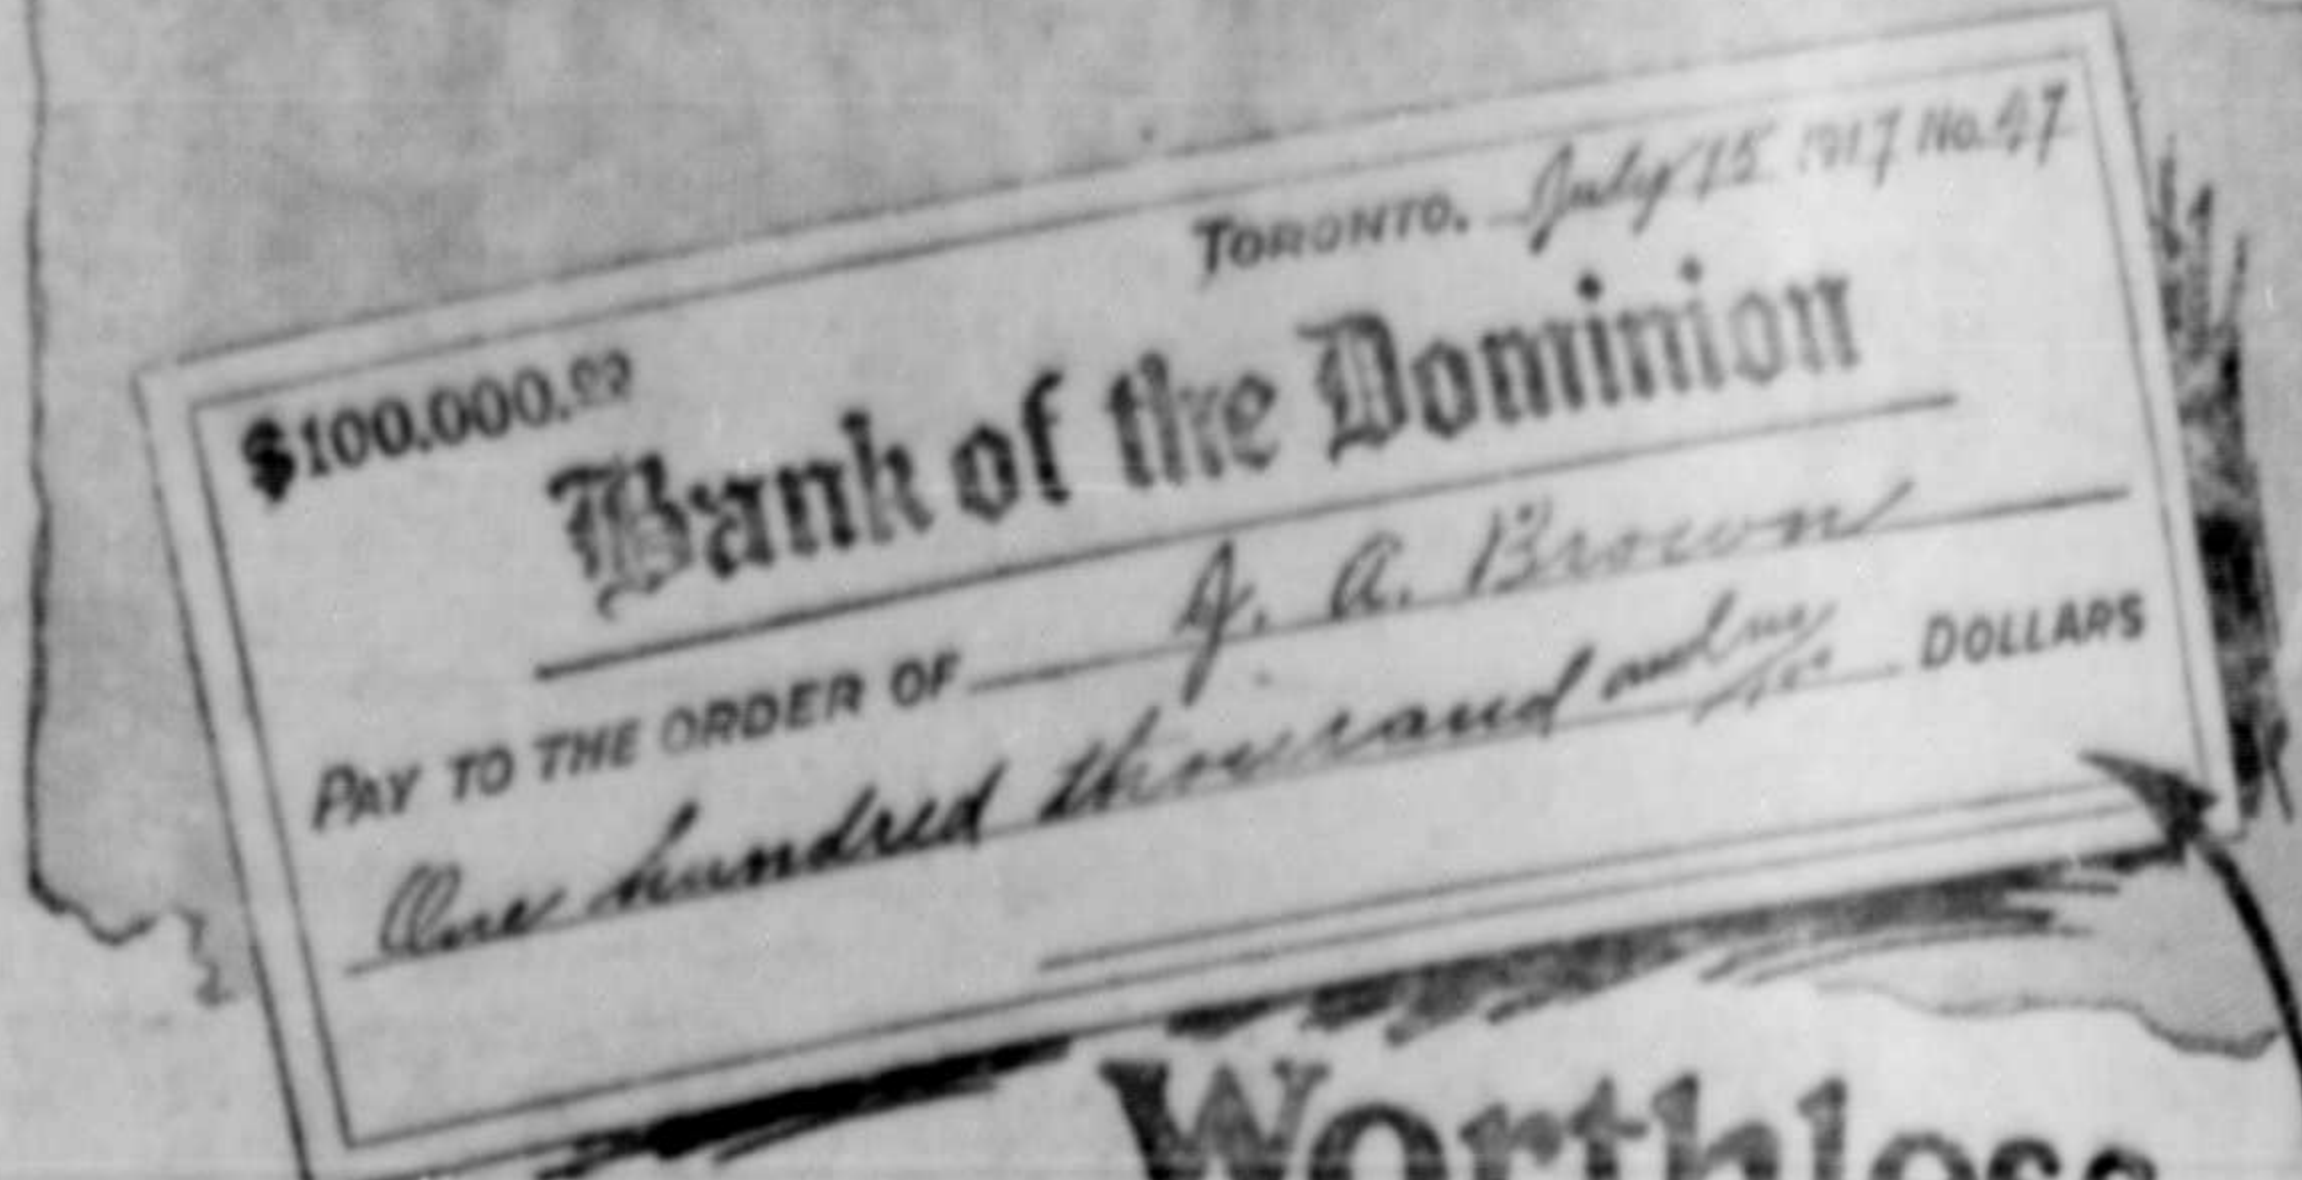 TORONTO. July 15 1917 No. 47
$100,000.00
Bank of the Dominion
PAY TO THE ORDER OF J. A. Brown
One hundred thousand and no/100 DOLLARS
Worthless